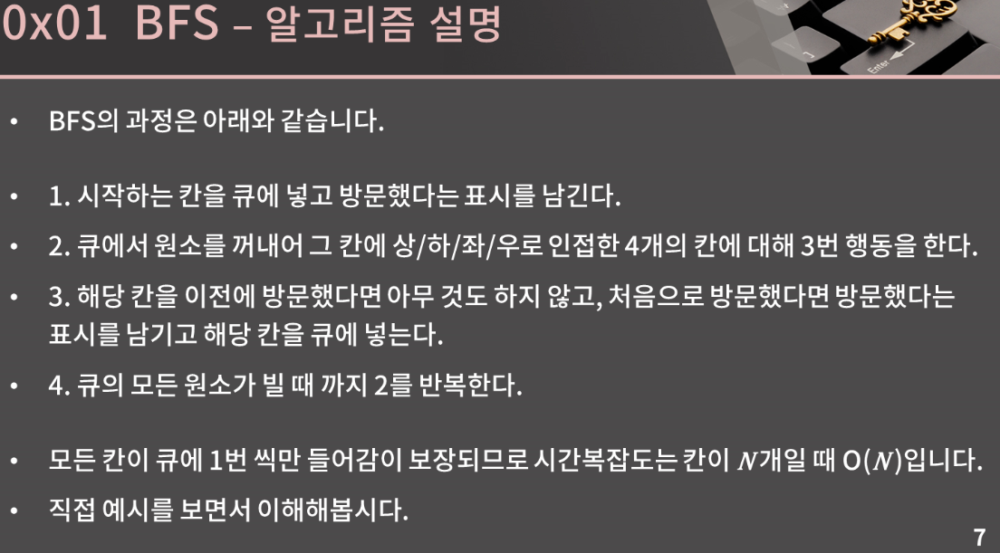 0x01 BFS – 알고리즘 설명
Enter
• BFS의 과정은 아래와 같습니다.
• 1. 시작하는 칸을 큐에 넣고 방문했다는 표시를 남긴다.
• 2. 큐에서 원소를 꺼내어 그 칸에 상/하/좌/우로 인접한 4개의 칸에 대해 3번 행동을 한다.
• 3. 해당 칸을 이전에 방문했다면 아무 것도 하지 않고, 처음으로 방문했다면 방문했다는
표시를 남기고 해당 칸을 큐에 넣는다.
• 4. 큐의 모든 원소가 빌 때 까지 2를 반복한다.
• 모든 칸이 큐에 1번 씩만 들어감이 보장되므로 시간복잡도는 칸이 N개일 때 O(N)입니다.
• 직접 예시를 보면서 이해해봅시다.
7